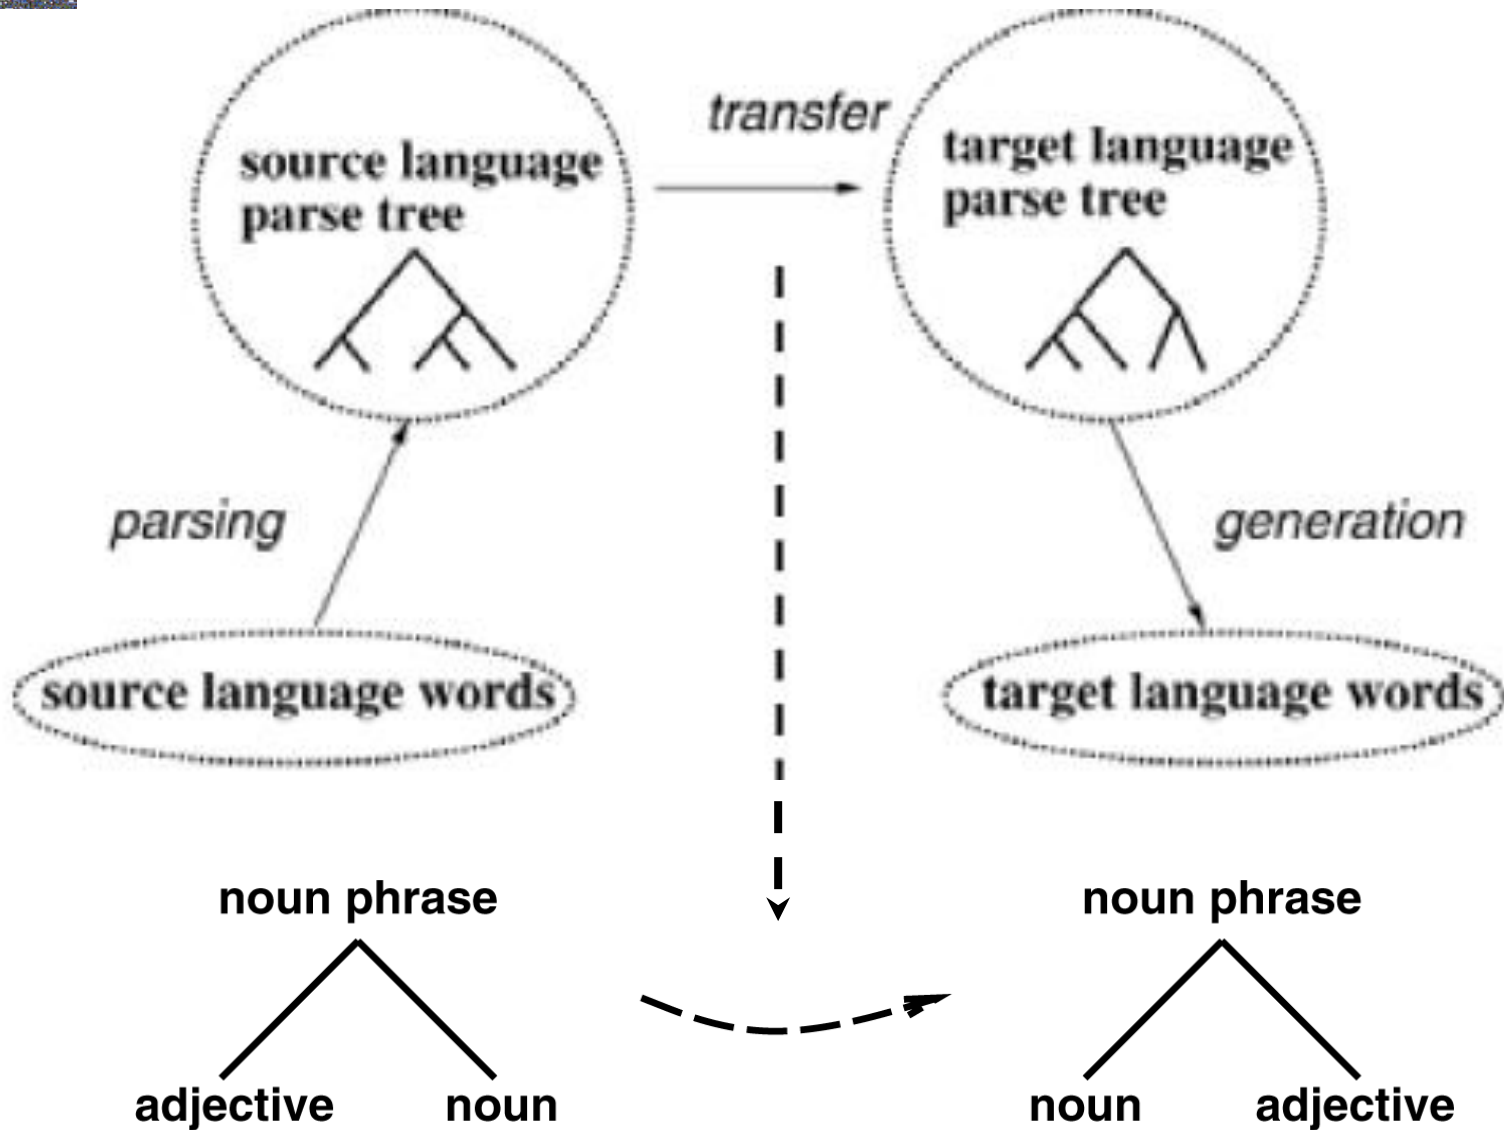 transfer
source language
parse tree
target language
parse tree
parsing
generation
source language words
target language words
noun phrase
noun phrase
adjective
noun
noun
adjective